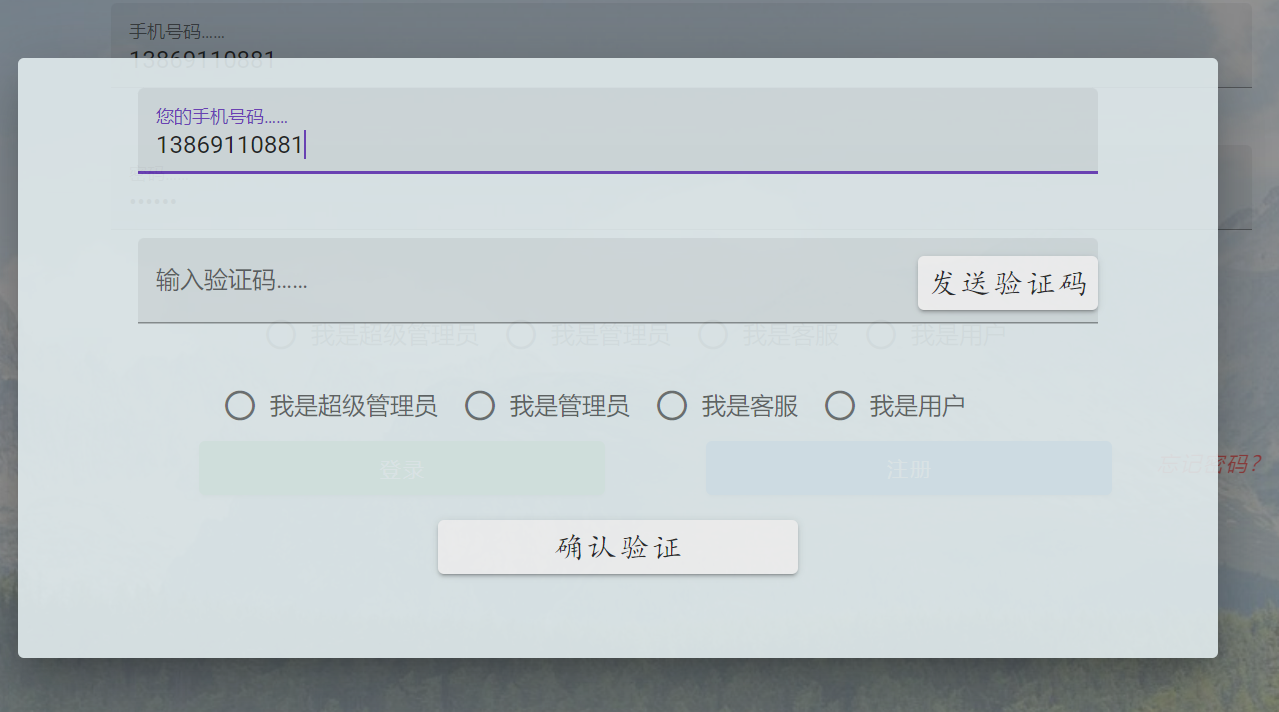 手机号码……
13869110881
您的手机号码……
13869110881
••••••
输入验证码……
发送验证码
我是超级管理员 我是管理员 我是客服 我是用户
我是超级管理员 我是管理员 我是客服 我是用户
登录 注册 忘记密码?
确认验证